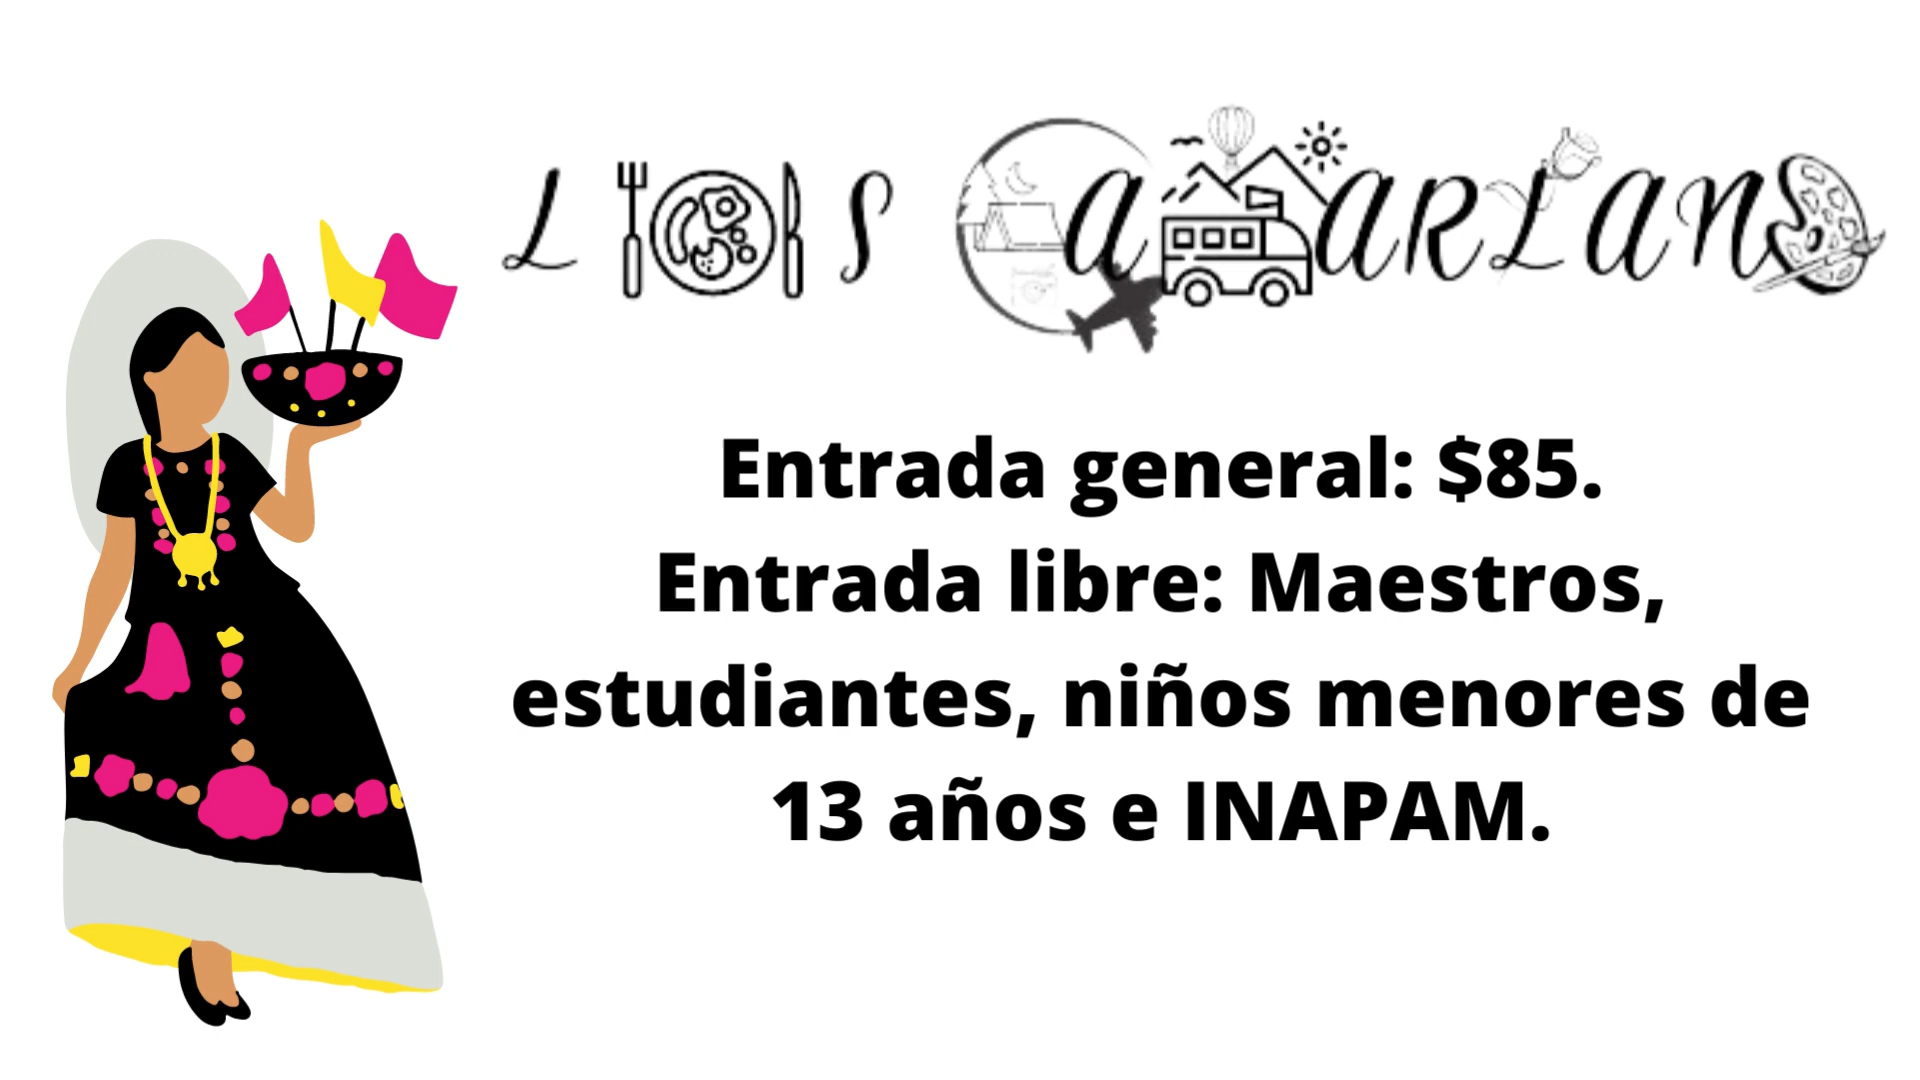 Entrada general: $85.
Entrada libre: Maestros,
estudiantes, niños menores de
13 años e INAPAM.